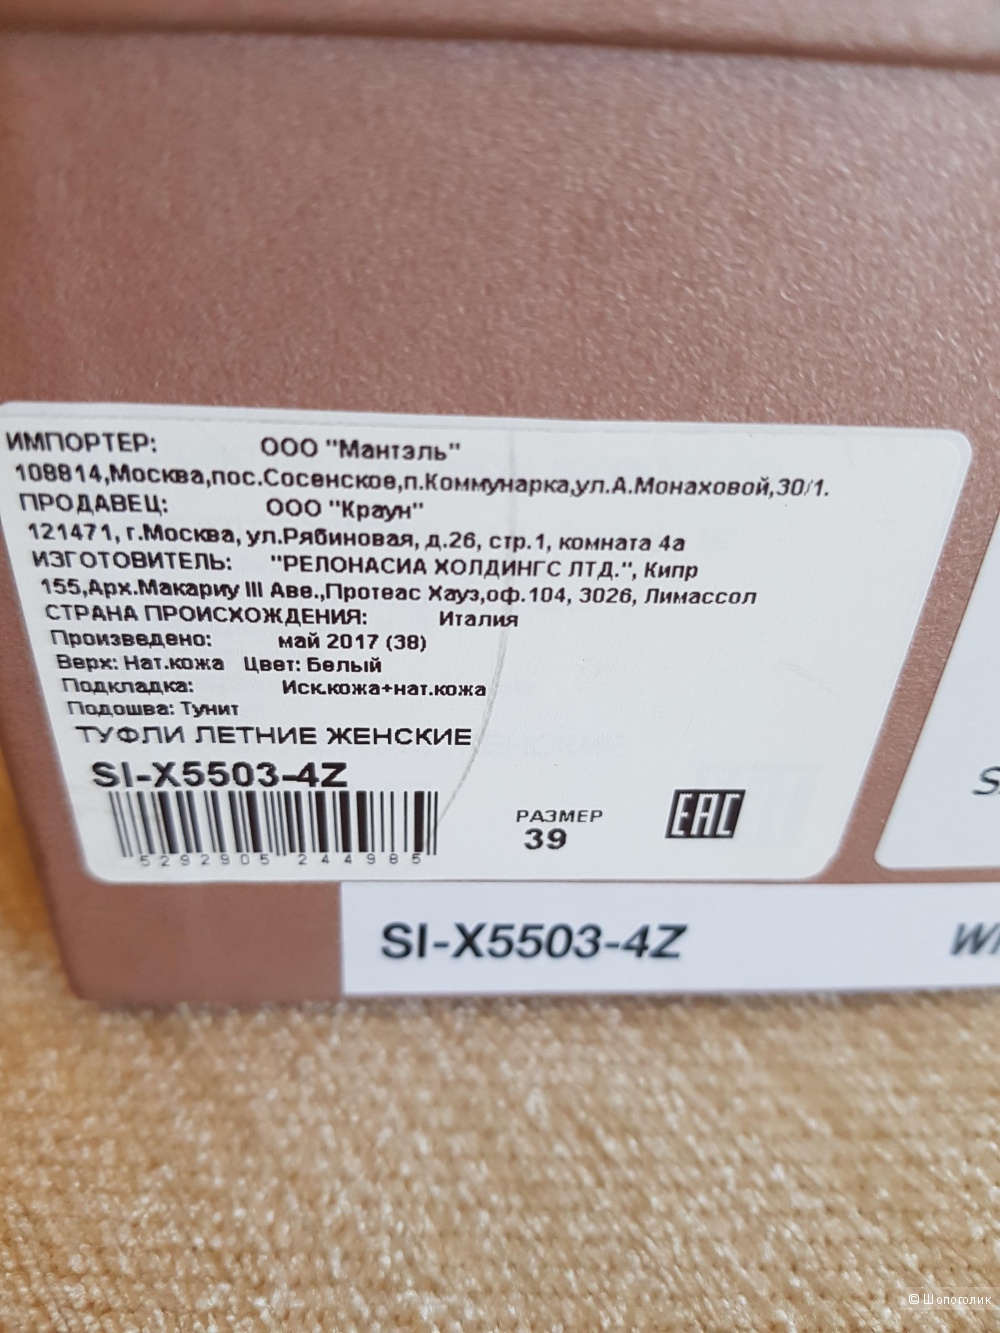 ИМПОРТЕР: ООО "Мантэль"
108814,Москва,пос.Сосенское,п.Коммунарка,ул.А.Монаховой,30/1.
ПРОДАВЕЦ: ООО "Краун"
121471, г.Москва, ул.Рябиновая, д.26, стр.1, комната 4а
ИЗГОТОВИТЕЛЬ: "РЕЛОНАСИА ХОЛДИНГС ЛТД.", Кипр
155,Арх.Макариу III Аве.,Протеас Хауз,оф.104, 3026, Лимассол
СТРАНА ПРОИСХОЖДЕНИЯ: Италия
Произведено: май 2017 (38)
Верх: Нат.кожа Цвет: Белый
Подкладка: Иск.кожа+нат.кожа
Подошва: Тунит
ТУФЛИ ЛЕТНИЕ ЖЕНСКИЕ
SI-X5503-4Z
5292905 244985
РАЗМЕР
39
EAC
SI-X5503-4Z
© Шопоголик